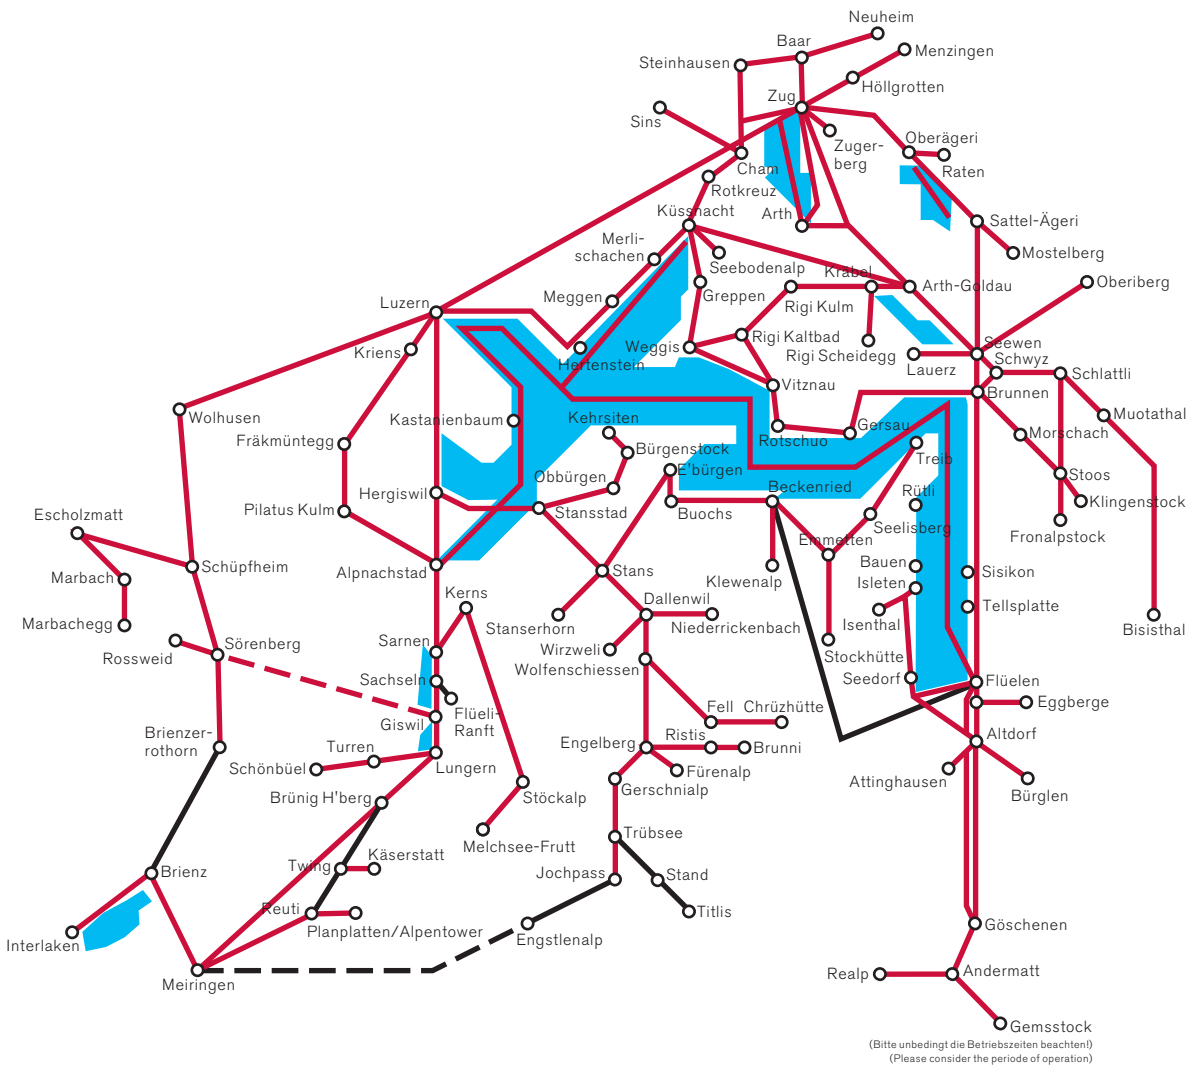 Neuheim
Baar
Menzingen
Steinhausen
Höllgrotten
Zug
Sins
Oberägeri
Zuger-
berg
Cham
Raten
Rotkreuz
Küssnacht
Arth
Sattel-Ägeri
Merli-
schachen
Mostelberg
Seebodenalp
Kräbel
Arth-Goldau
Oberiberg
Greppen
Meggen
Luzern
Rigi Kulm
Rigi Kaltbad
Seewen
Kriens
Weggis
Rigi Scheidegg
Schwyz
Hertenstein
Lauerz
Schlattli
Vitznau
Brunnen
Wolhusen
Kastanienbaum
Kehrsiten
Muotathal
Gersau
Morschach
Fräkmüntegg
Rotschuo
Bürgenstock
Treib
E'bürgen
Obbürgen
Stoos
Hergiswil
Beckenried
Rütli
Klingenstock
Pilatus Kulm
Stansstad
Buochs
Escholzmatt
Seelisberg
Fronalpstock
Emmetten
Schüpfheim
Alpnachstad
Stans
Bauen
Marbach
Klewenalp
Isleten
Sisikon
Kerns
Dallenwil
Tellsplatte
Marbachegg
Stanserhorn
Niederrickenbach
Isenthal
Bisisthal
Sörenberg
Sarnen
Rossweid
Wirzweli
Stockhütte
Wolfenschiessen
Sachseln
Seedorf
Flüelen
Giswil
Flüeli-
Ranft
Fell
Chrüzhütte
Eggberge
Brienzer-
rothorn
Turren
Engelberg
Ristis
Brunni
Altdorf
Schönbüel
Lungern
Fürenalp
Attinghausen
Gerschnialp
Brünig H'berg
Stöckalp
Bürglen
Trübsee
Melchsee-Frutt
Käserstatt
Twing
Brienz
Jochpass
Stand
Reuti
Titlis
Planplatten/Alpentower
Göschenen
Interlaken
Engstlenalp
Meiringen
Realp
Andermatt
Gemsstock
(Bitte unbedingt die Betriebszeiten beachten!)
(Please consider the periode of operation)